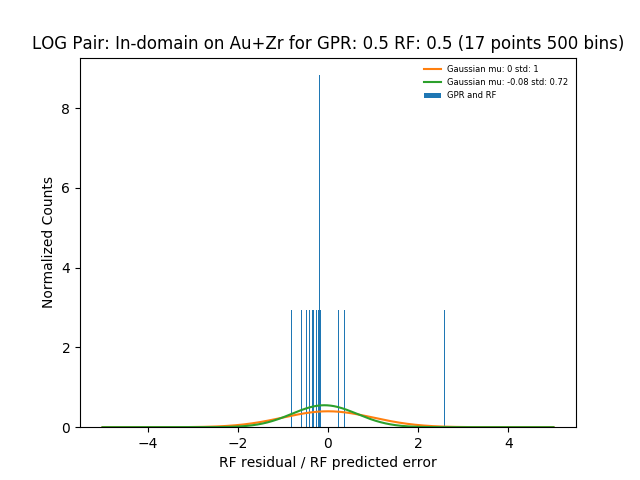 LOG Pair: In-domain on Au+Zr for GPR: 0.5 RF: 0.5 (17 points 500 bins)
Gaussian mu: 0 std: 1
Gaussian mu: -0.08 std: 0.72
GPR and RF
Normalized Counts
8
6
4
2
0
−4 −2 0 2 4
RF residual / RF predicted error